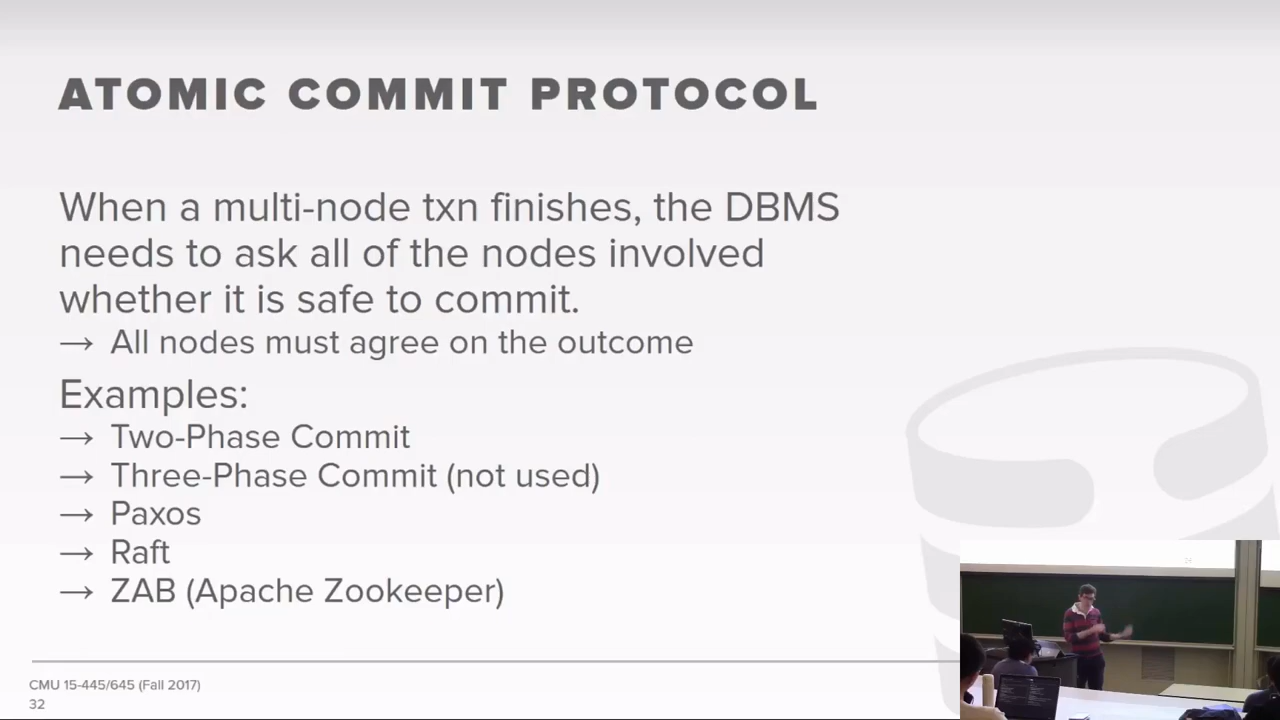 ATOMIC COMMIT PROTOCOL
When a multi-node txn finishes, the DBMS
needs to ask all of the nodes involved
whether it is safe to commit.
→ All nodes must agree on the outcome
Examples:
→ Two-Phase Commit
→ Three-Phase Commit (not used)
→ Paxos
→ Raft
→ ZAB (Apache Zookeeper)
CMU 15-445/645 (Fall 2017)
32